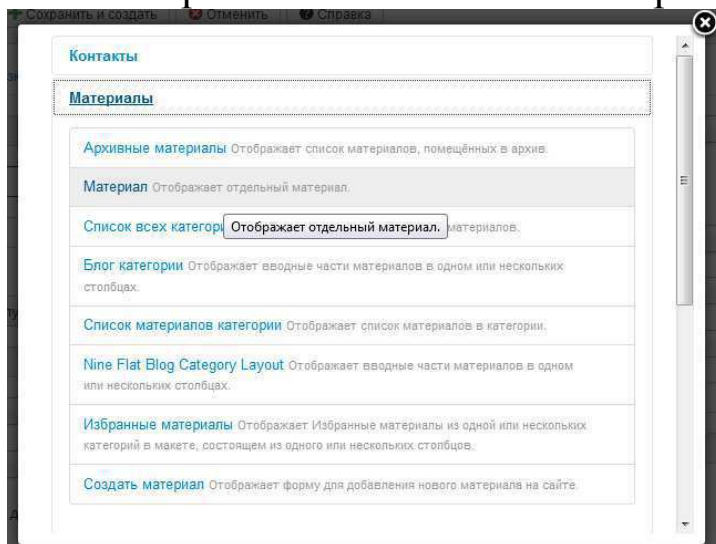 Сохранить и создать Отменить Справка
Контакты
Материалы
Архивные материалы Отображает список материалов, помещённых в архив.
Материал Отображает отдельный материал.
Список всех категори Отображает отдельный материал. материалов.
Блог категории Отображает вводные части материалов в одном или нескольких
столбцах.
Список материалов категории Отображает список материалов в категории.
Nine Flat Blog Category Layout Отображает вводные части материалов в одном
или нескольких столбцах.
Избранные материалы Отображает Избранные материалы из одной или нескольких
категорий в макете, состоящем из одного или нескольких столбцов.
Создать материал Отображает форму для добавления нового материала на сайте.